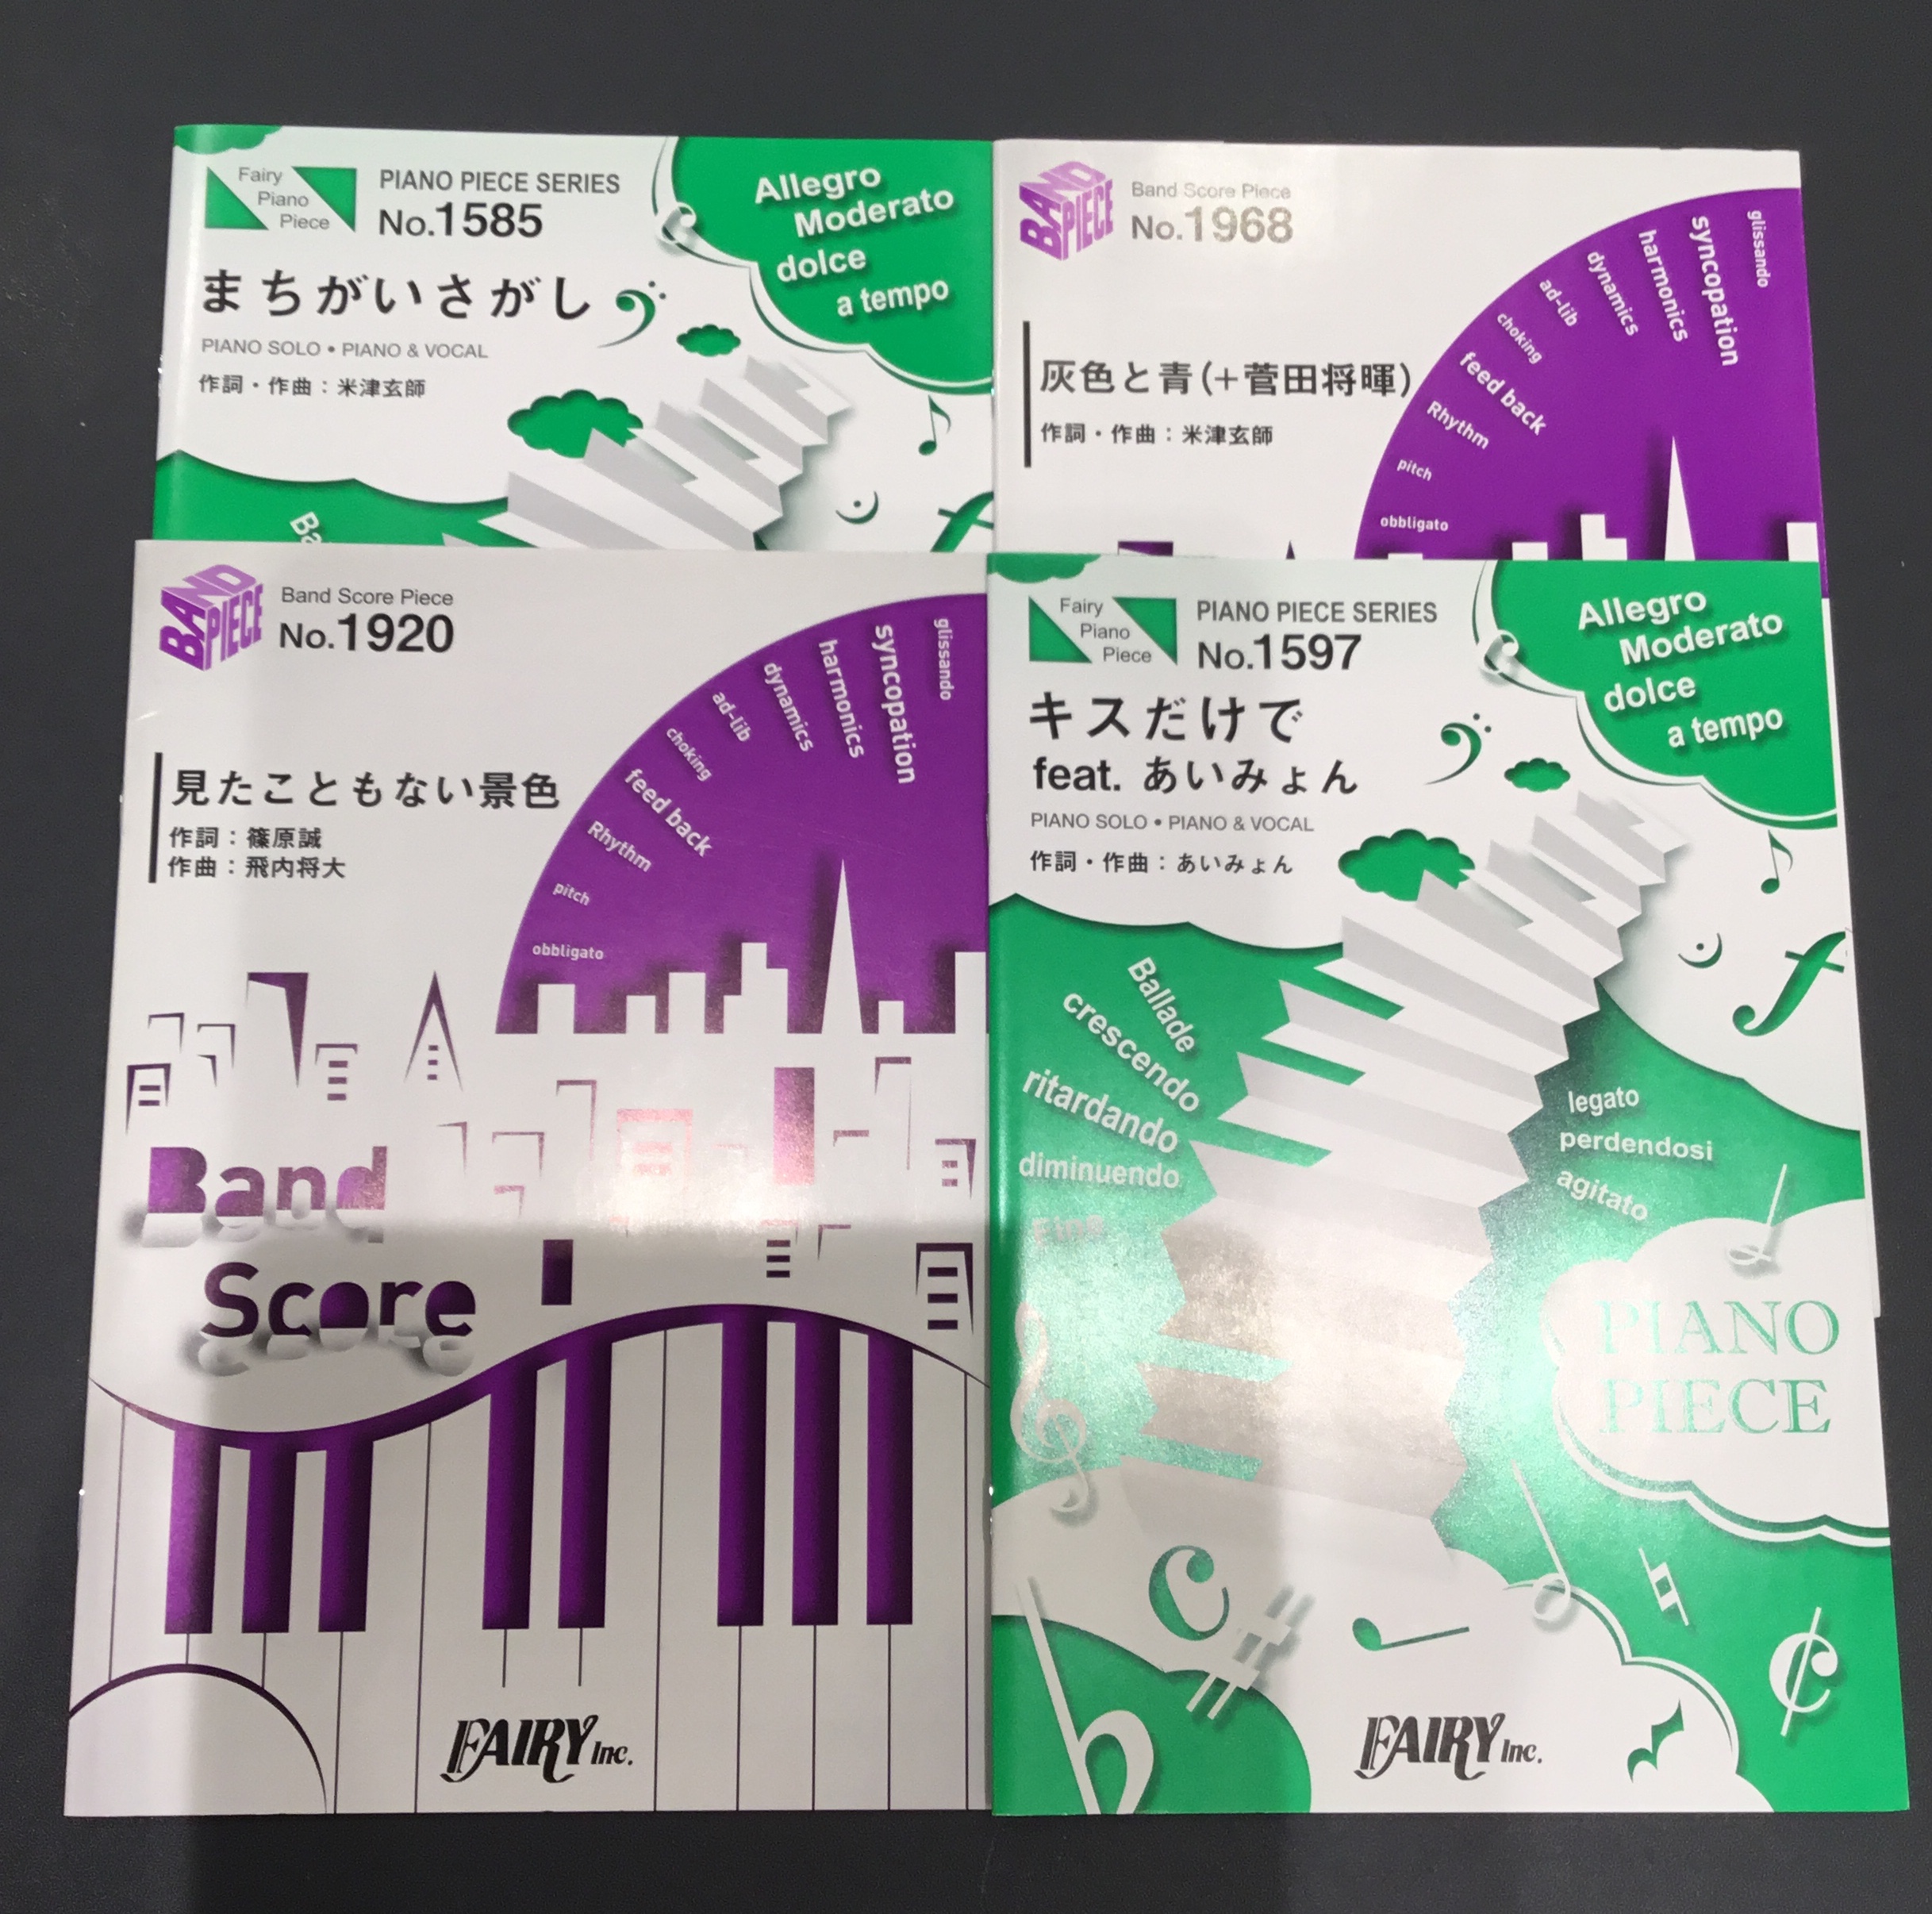 Fairy
Piano
Piece
PIANO PIECE SERIES
No.1585
まちがいさがし
PIANO SOLO • PIANO & VOCAL
作詞・作曲：米津玄師
Allegro
Moderato
dolce
a tempo
Ba
BAND
PIECE
Band Score Piece
No.1968
灰色と青(+菅田将暉)
作詞・作曲：米津玄師
glissando
syncopation
harmonics
dynamics
ad-lib
choking
feed back
Rhythm
pitch
obbligato
BAND
PIECE
Band Score Piece
No.1920
見たこともない景色
作詞：篠原誠
作曲：飛内将大
glissando
syncopation
harmonics
dynamics
ad-lib
choking
feed back
Rhythm
pitch
obbligato
Band
Score
FAIRY Inc.
Fairy
Piano
Piece
PIANO PIECE SERIES
No.1597
キスだけで
feat. あいみょん
PIANO SOLO • PIANO & VOCAL
作詞・作曲：あいみょん
Allegro
Moderato
dolce
a tempo
Ballade
crescendo
ritardando
diminuendo
Fine
legato
perdendosi
agitato
PIANO
PIECE
FAIRY Inc.